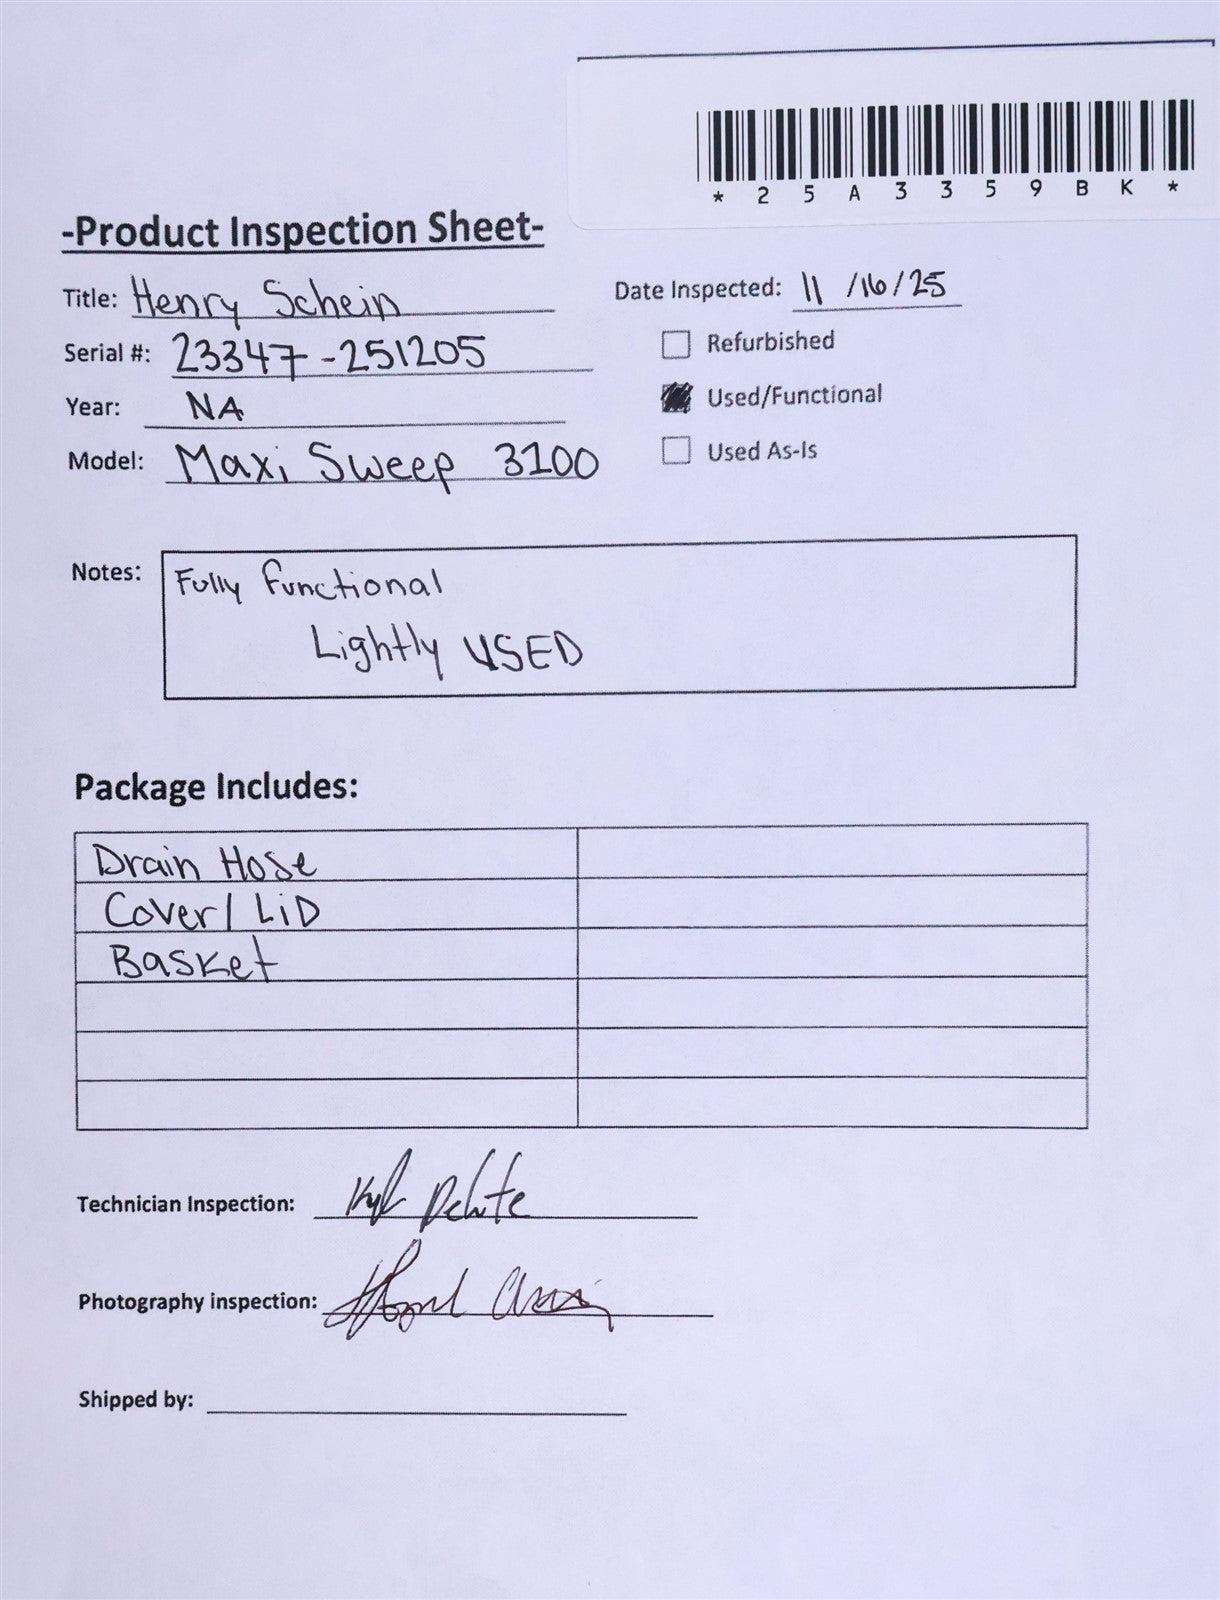 *25A3359BK*
-Product Inspection Sheet-
Title: Henry Schein
Date Inspected: 11/16/25
Serial #: 23347-251205
Refurbished
Year: NA
Used/Functional
Model: Maxi Sweep 3100
Used As-Is
Notes: Fully Functional
Lightly USED
Package Includes:
Drain Hose
Cover/ LiD
Basket
Technician Inspection:
Photography inspection:
Shipped by: